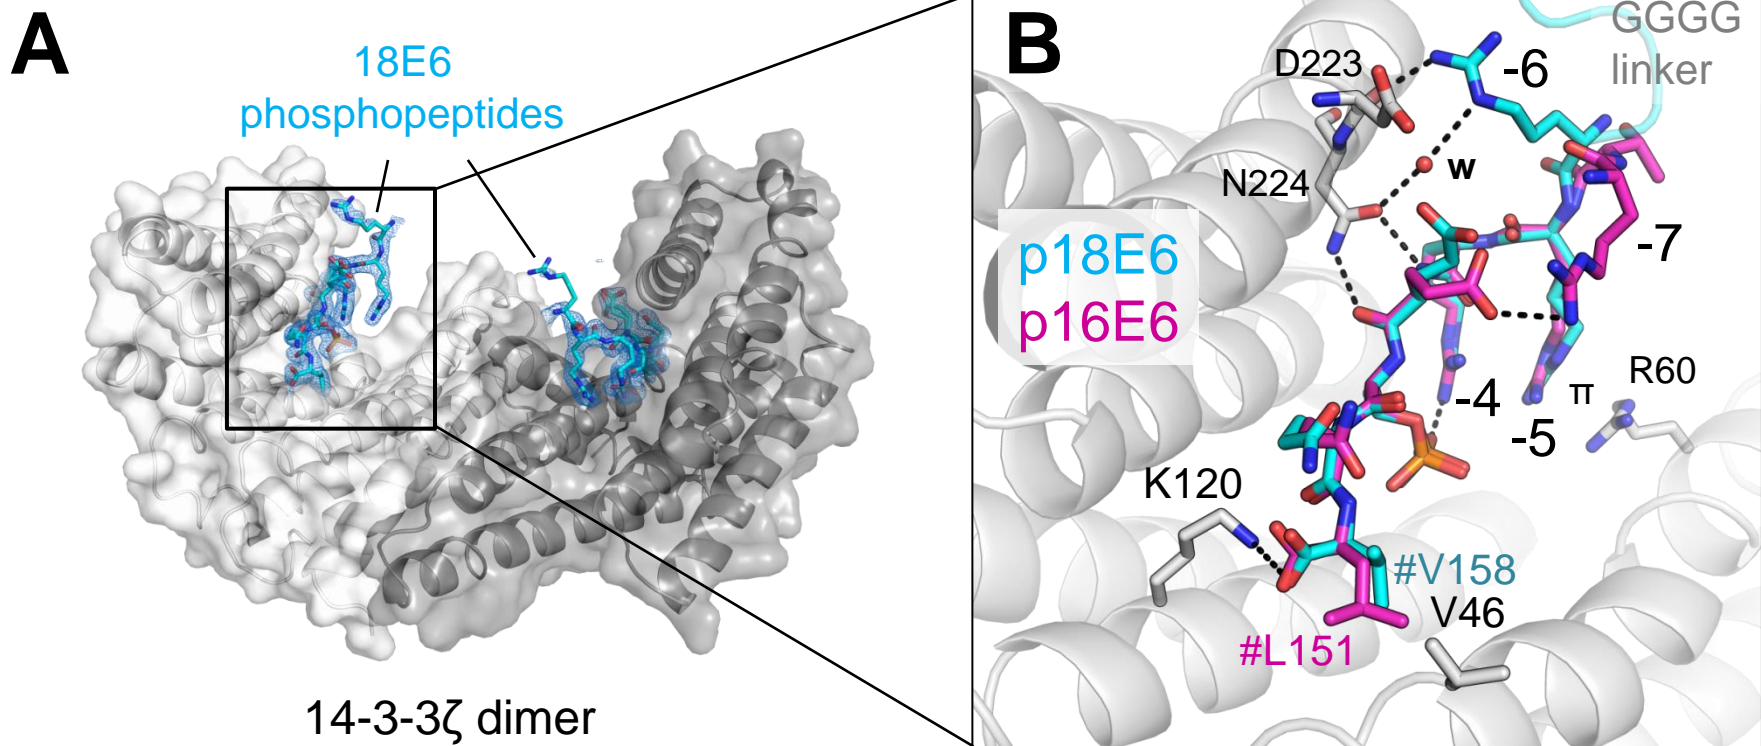 A
18E6
phosphopeptides
14-3-3ζ dimer
B
GGGG
linker
D223
-6
w
N224
-7
p18E6
p16E6
R60
π
-4
-5
K120
#V158
V46
#L151